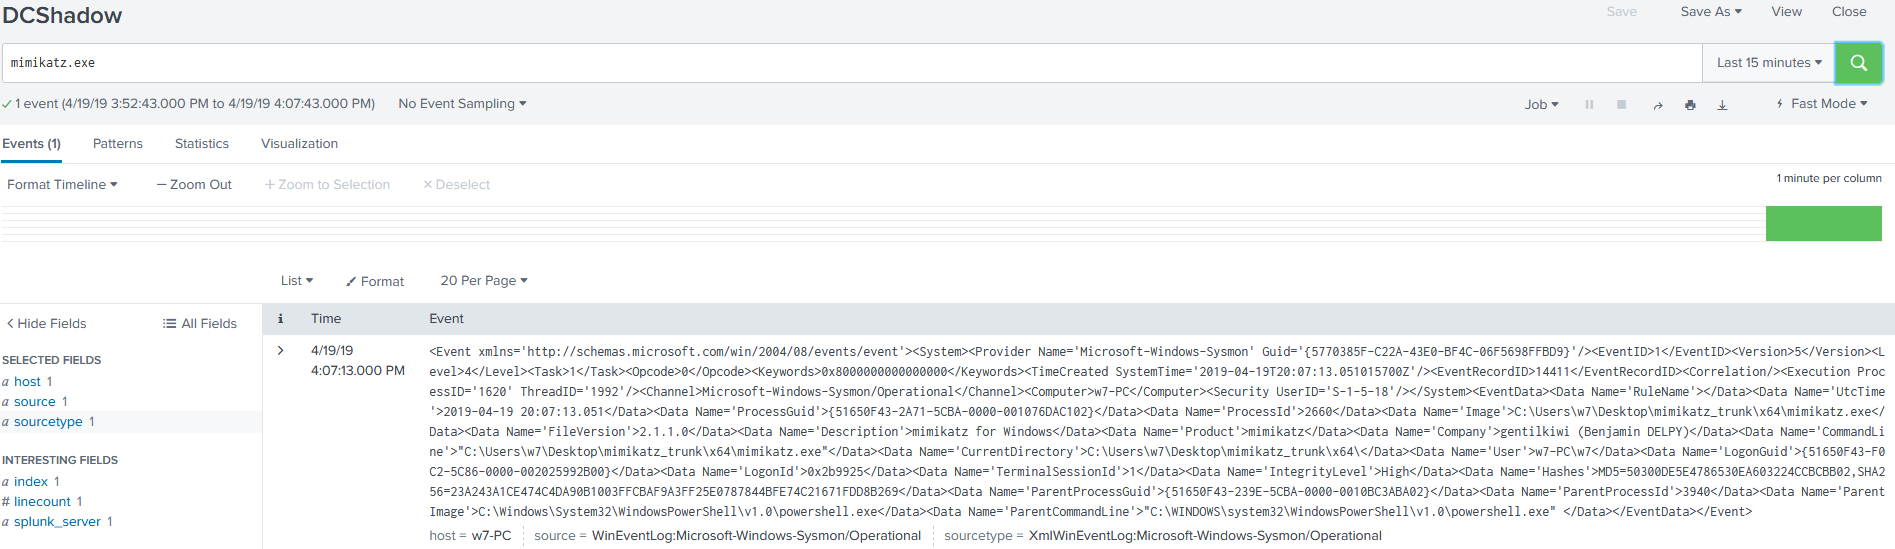 DCShadow
Save Save As View Close
mimikatz.exe
Last 15 minutes
1 event (4/19/19 3:52:43.000 PM to 4/19/19 4:07:43.000 PM) No Event Sampling
Job Fast Mode
Events (1) Patterns Statistics Visualization
Format Timeline — Zoom Out + Zoom to Selection × Deselect
1 minute per column
List Format 20 Per Page
< Hide Fields All Fields
i Time Event
SELECTED FIELDS
a host 1
a source 1
a sourcetype 1
INTERESTING FIELDS
a index 1
# linecount 1
a splunk_server 1
> 4/19/19
4:07:13.000 PM
<Event xmlns='http://schemas.microsoft.com/win/2004/08/events/event'><System><Provider Name='Microsoft-Windows-Sysmon' Guid='{5770385F-C22A-43E0-BF4C-06F5698FFBD9}'/><EventID>1</EventID><Version>5</Version><L
evel>4</Level><Task>1</Task><Opcode>0</Opcode><Keywords>0x8000000000000000</Keywords><TimeCreated SystemTime='2019-04-19T20:07:13.051015700Z'/><EventRecordID>14411</EventRecordID><Correlation/><Execution Proc
essID='1620' ThreadID='1992'/><Channel>Microsoft-Windows-Sysmon/Operational</Channel><Computer>w7-PC</Computer><Security UserID='S-1-5-18'/></System><EventData><Data Name='RuleName'></Data><Data Name='UtcTime
'>2019-04-19 20:07:13.051</Data><Data Name='ProcessGuid'>{51650F43-2A71-5CBA-0000-001076DAC102}</Data><Data Name='ProcessId'>2660</Data><Data Name='Image'>C:\Users\w7\Desktop\mimikatz_trunk\x64\mimikatz.exe</
Data><Data Name='FileVersion'>2.1.1.0</Data><Data Name='Description'>mimikatz for Windows</Data><Data Name='Product'>mimikatz</Data><Data Name='Company'>gentilkiwi (Benjamin DELPY)</Data><Data Name='CommandLi
ne'>"C:\Users\w7\Desktop\mimikatz_trunk\x64\mimikatz.exe"</Data><Data Name='CurrentDirectory'>C:\Users\w7\Desktop\mimikatz_trunk\x64\</Data><Data Name='User'>w7-PC\w7</Data><Data Name='LogonGuid'>{51650F43-F0
C2-5C86-0000-002025992B00}</Data><Data Name='LogonId'>0x2b9925</Data><Data Name='TerminalSessionId'>1</Data><Data Name='IntegrityLevel'>High</Data><Data Name='Hashes'>MD5=50300DE5E4786530EA603224CCBCBB02,SHA2
56=23A243A1CE474C4DA90B1003FFCBAF9A3FF25E0787844BFE74C21671FDD8B269</Data><Data Name='ParentProcessGuid'>{51650F43-239E-5CBA-0000-0010BC3ABA02}</Data><Data Name='ParentProcessId'>3940</Data><Data Name='Parent
Image'>C:\Windows\System32\WindowsPowerShell\v1.0\powershell.exe</Data><Data Name='ParentCommandLine'>"C:\WINDOWS\system32\WindowsPowerShell\v1.0\powershell.exe" </Data></EventData></Event>
host = w7-PC source = WinEventLog:Microsoft-Windows-Sysmon/Operational sourcetype = XmlWinEventLog:Microsoft-Windows-Sysmon/Operational